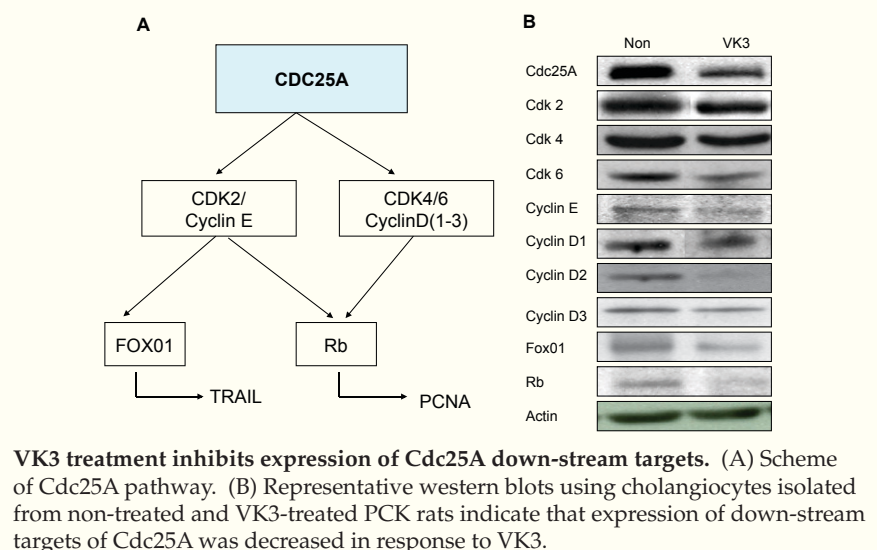 A
CDC25A
CDK2/
Cyclin E
CDK4/6
CyclinD(1-3)
FOX01
Rb
TRAIL
PCNA
B
Non VK3
Cdc25A
Cdk 2
Cdk 4
Cdk 6
Cyclin E
Cyclin D1
Cyclin D2
Cyclin D3
Fox01
Rb
Actin
VK3 treatment inhibits expression of Cdc25A down-stream targets. (A) Scheme
of Cdc25A pathway. (B) Representative western blots using cholangiocytes isolated
from non-treated and VK3-treated PCK rats indicate that expression of down-stream
targets of Cdc25A was decreased in response to VK3.